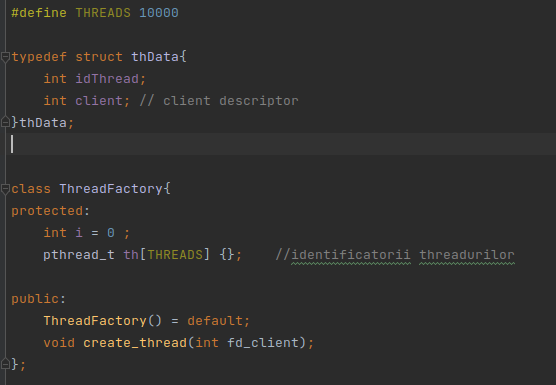 #define THREADS 10000
typedef struct thData{
int idThread;
int client; // client descriptor
}thData;
class ThreadFactory{
protected:
int i = 0 ;
pthread_t th[THREADS] {}; //identificatorii threadurilor
public:
ThreadFactory() = default;
void create_thread(int fd_client);
};